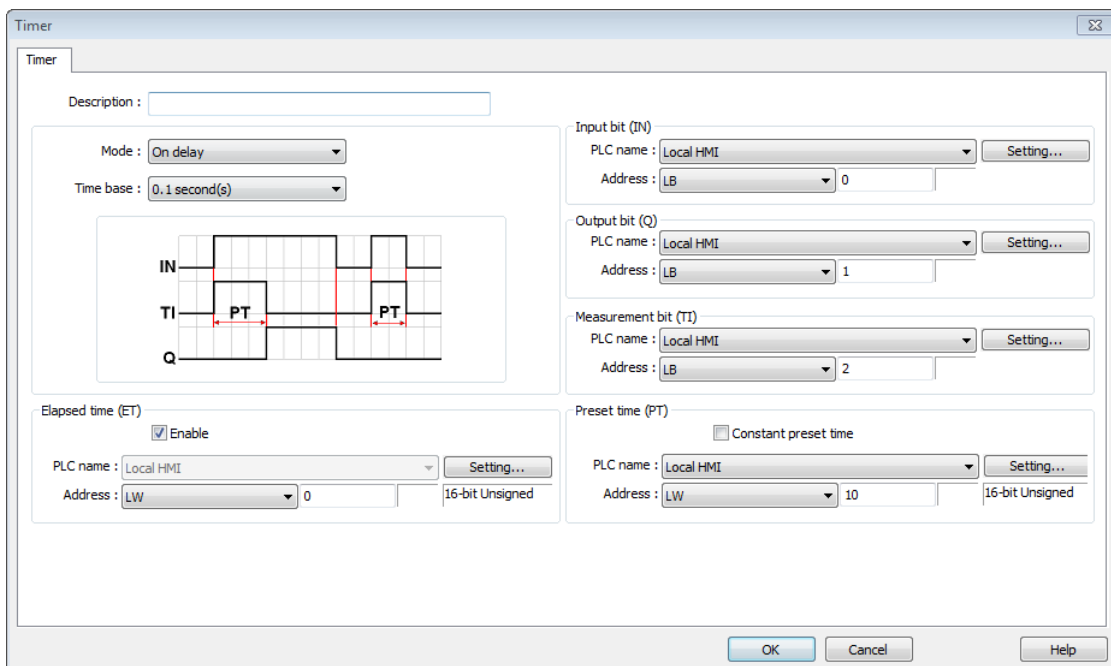 Timer
Timer
Description :
Mode : On delay
Time base : 0.1 second(s)
IN
TI PT PT
Q
Input bit (IN)
PLC name : Local HMI Setting...
Address : LB 0
Output bit (Q)
PLC name : Local HMI Setting...
Address : LB 1
Measurement bit (TI)
PLC name : Local HMI Setting...
Address : LB 2
Elapsed time (ET)
Enable
PLC name : Local HMI Setting...
Address : LW 0 16-bit Unsigned
Preset time (PT)
Constant preset time
PLC name : Local HMI Setting...
Address : LW 10 16-bit Unsigned
OK Cancel Help